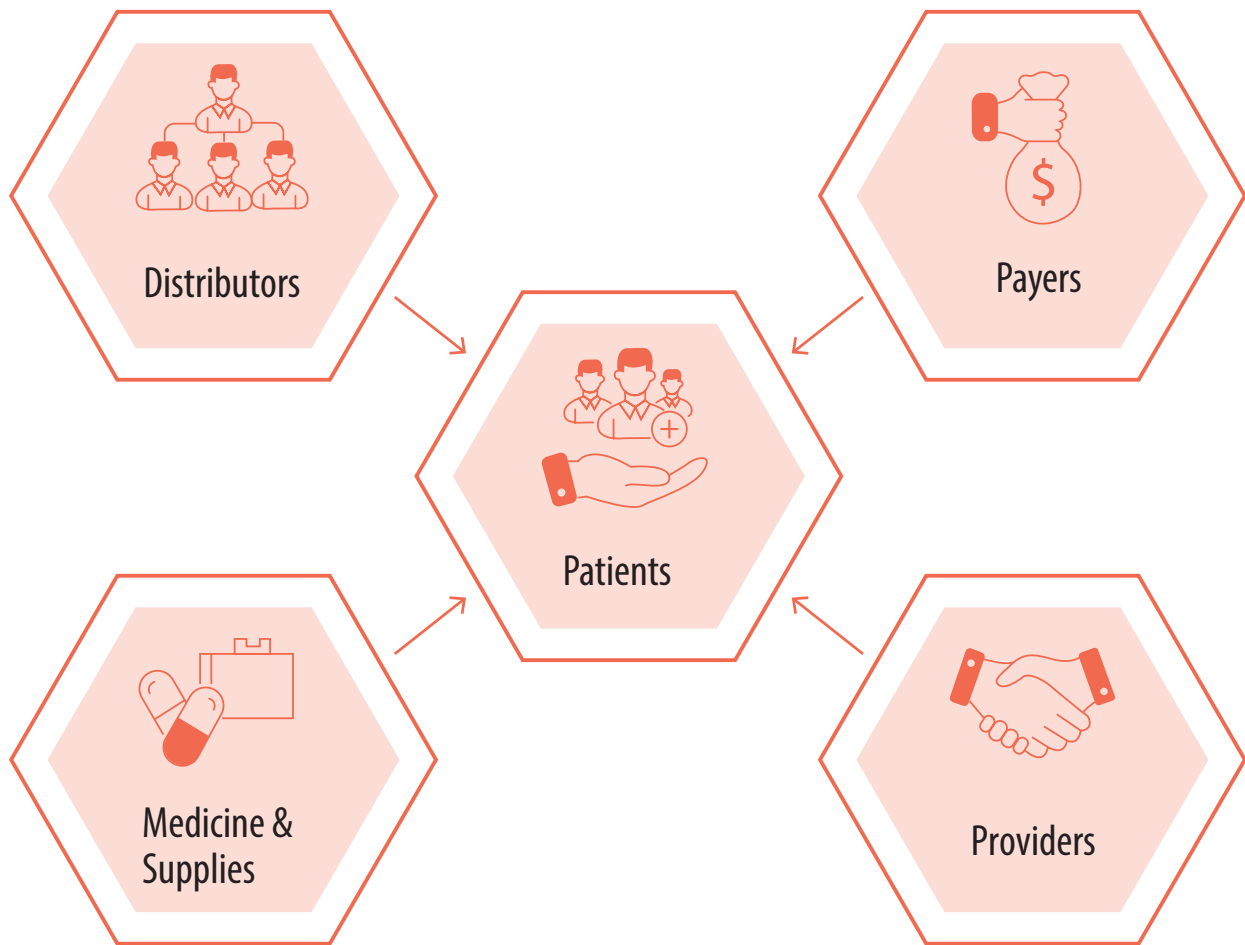 Distributors
Payers
$
Patients
Medicine &
Supplies
Providers